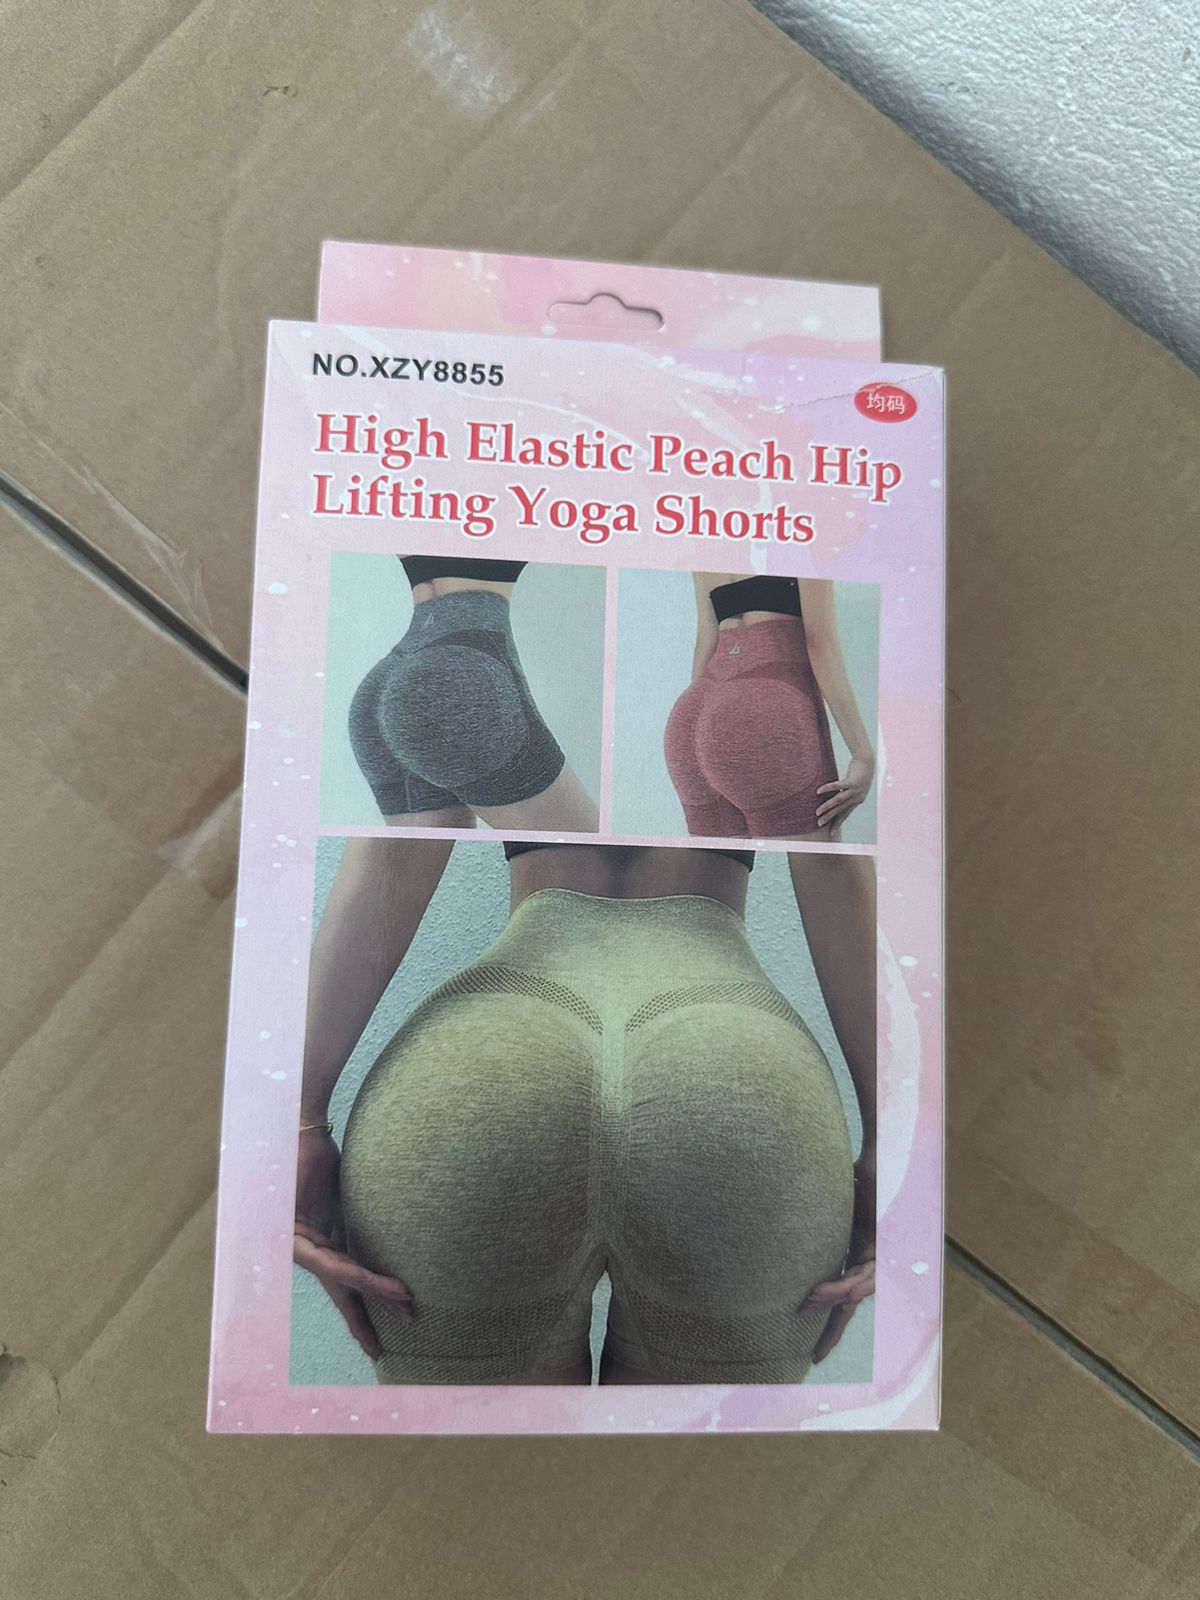 NO.XZY8855
均码
High Elastic Peach Hip
Lifting Yoga Shorts